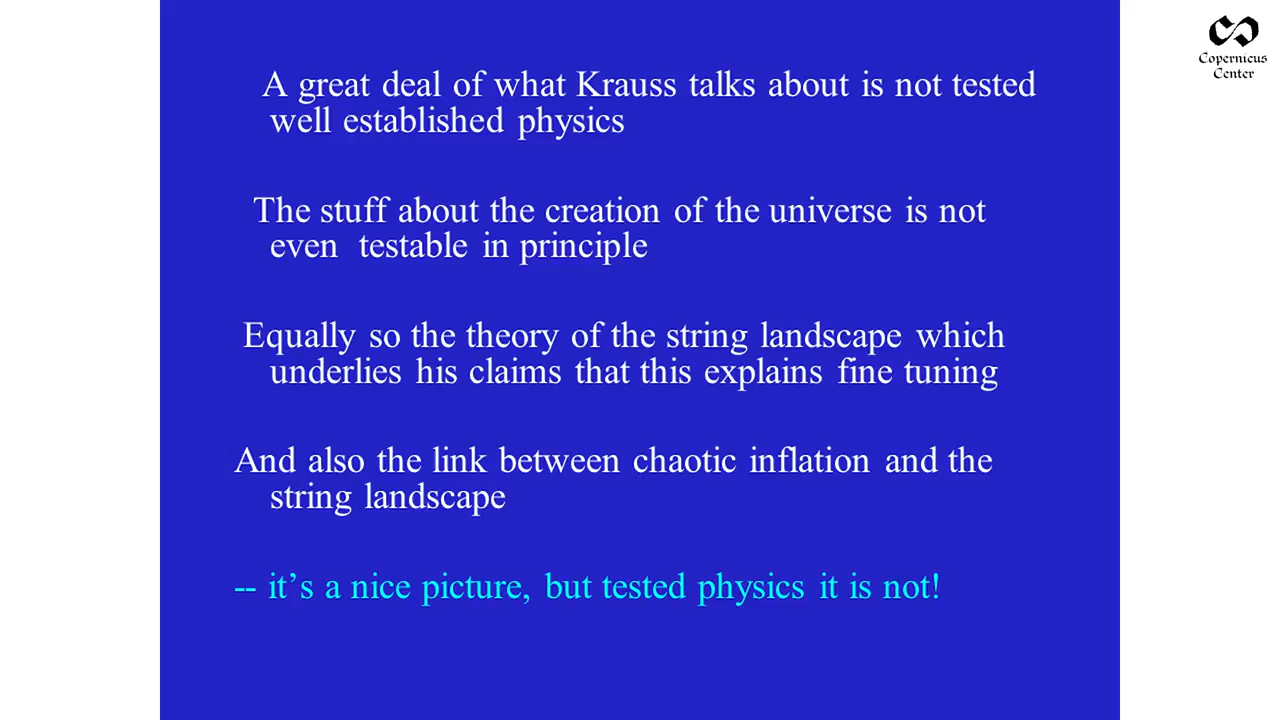 Copernicus
Center
A great deal of what Krauss talks about is not tested
well established physics
The stuff about the creation of the universe is not
even testable in principle
Equally so the theory of the string landscape which
underlies his claims that this explains fine tuning
And also the link between chaotic inflation and the
string landscape
-- it’s a nice picture, but tested physics it is not!